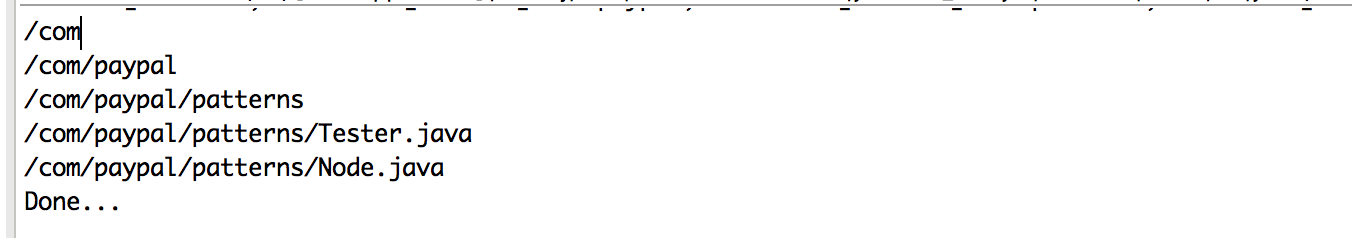 /com
/com/paypal
/com/paypal/patterns
/com/paypal/patterns/Tester.java
/com/paypal/patterns/Node.java
Done...